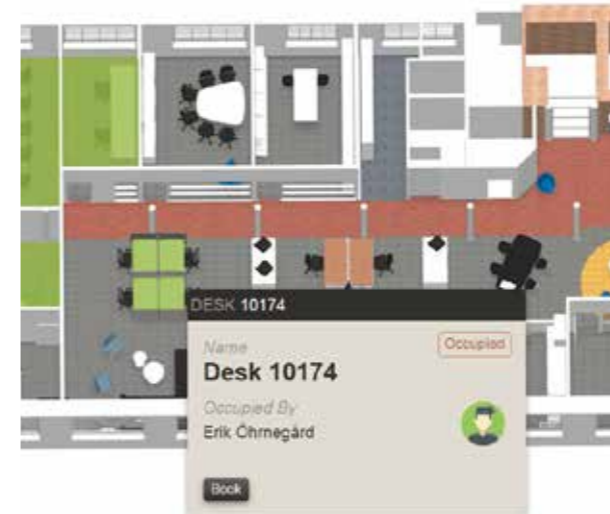 DESK 10174
Name
Occupied
Desk 10174
Occupied By
Erik Öhrnegård
Book